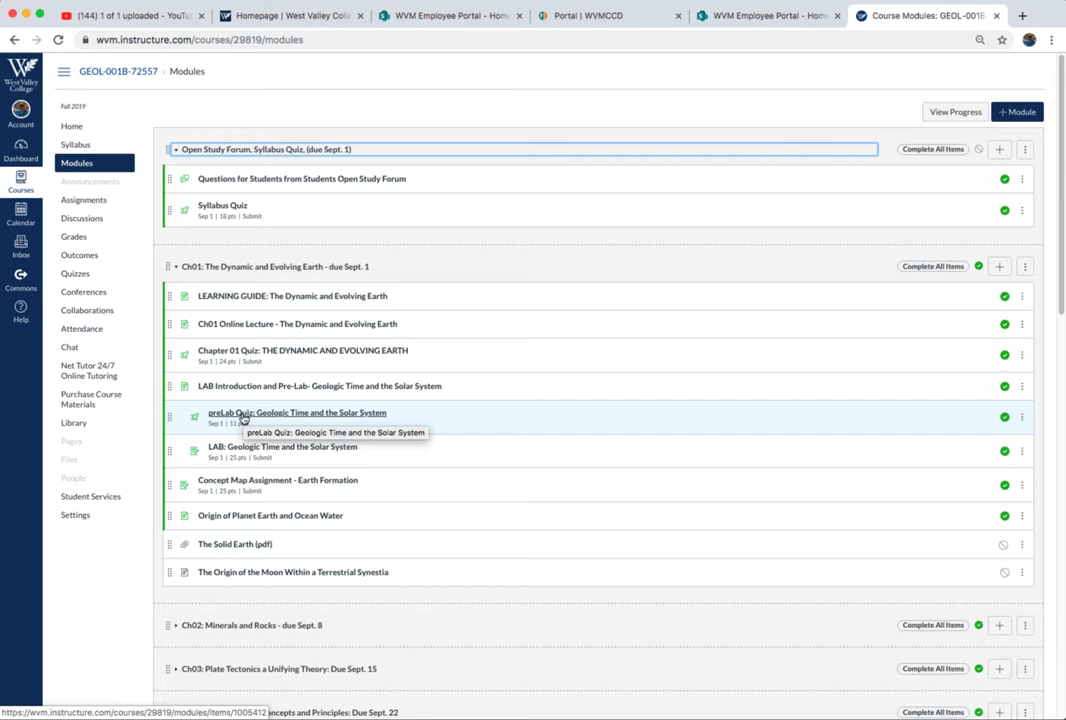 (144) 1 of 1 uploaded - YouTu
Homepage | West Valley Colle
WVM Employee Portal - Hom
Portal | WVMCCD
WVM Employee Portal - Home
Course Modules: GEOL-001B-
wvm.instructure.com/courses/29819/modules
West Valley College
Account
Dashboard
Courses
Calendar
Inbox
Commons
Help
GEOL-001B-72557 › Modules
Fall 2019
Home
Syllabus
Modules
Announcements
Assignments
Discussions
Grades
Outcomes
Quizzes
Conferences
Collaborations
Attendance
Chat
Net Tutor 24/7
Online Tutoring
Purchase Course
Materials
Library
Pages
Files
People
Student Services
Settings
View Progress
+ Module
Open Study Forum, Syllabus Quiz, (due Sept. 1)
Complete All Items
Questions for Students from Students Open Study Forum
Syllabus Quiz
Sep 1 | 18 pts | Submit
Ch01: The Dynamic and Evolving Earth - due Sept. 1
Complete All Items
LEARNING GUIDE: The Dynamic and Evolving Earth
Ch01 Online Lecture - The Dynamic and Evolving Earth
Chapter 01 Quiz: THE DYNAMIC AND EVOLVING EARTH
Sep 1 | 24 pts | Submit
LAB Introduction and Pre-Lab- Geologic Time and the Solar System
preLab Quiz: Geologic Time and the Solar System
Sep 1 | 11
preLab Quiz: Geologic Time and the Solar System
LAB: Geologic Time and the Solar System
Sep 1 | 25 pts | Submit
Concept Map Assignment - Earth Formation
Sep 1 | 25 pts | Submit
Origin of Planet Earth and Ocean Water
The Solid Earth (pdf)
The Origin of the Moon Within a Terrestrial Synestia
Ch02: Minerals and Rocks - due Sept. 8
Complete All Items
Ch03: Plate Tectonics a Unifying Theory: Due Sept. 15
Complete All Items
https://wvm.instructure.com/courses/29819/modules/items/1005412
cepts and Principles: Due Sept. 22
Complete All Items